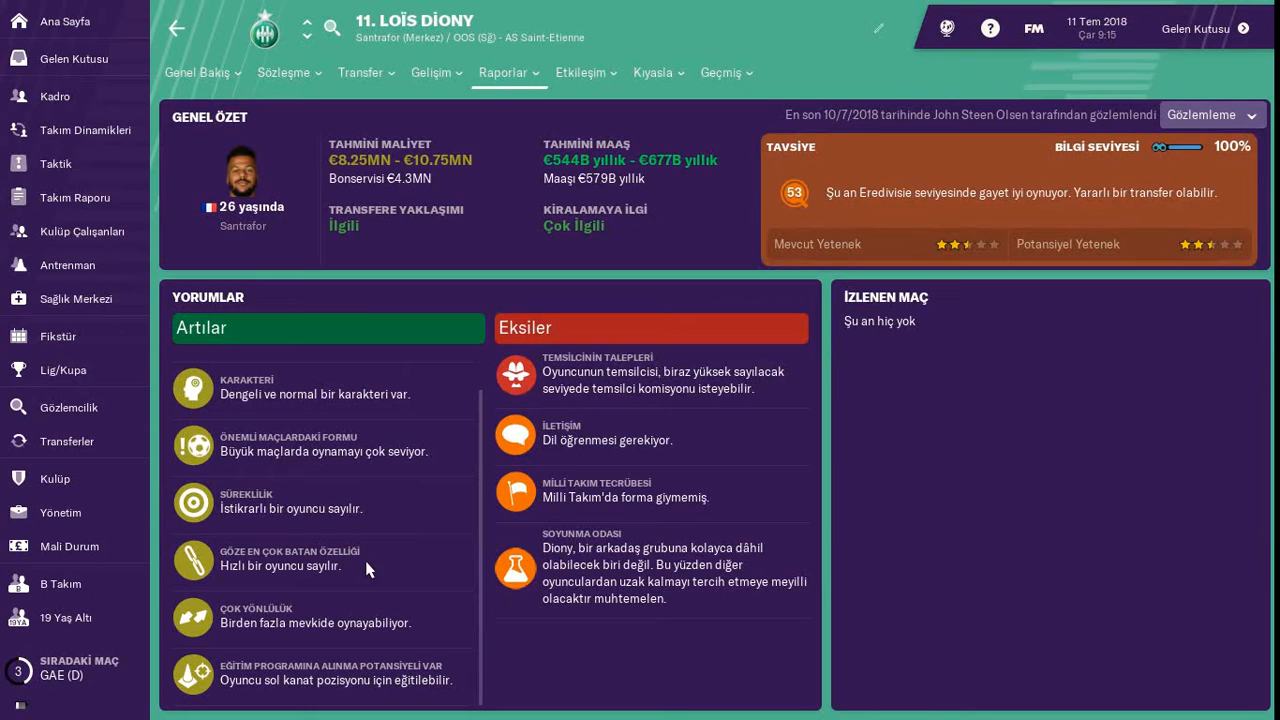 Ana Sayfa
Gelen Kutusu
Kadro
Takım Dinamikleri
Taktik
Takım Raporu
Kulüp Çalışanları
Antrenman
Sağlık Merkezi
Fikstür
Lig/Kupa
Gözlemcilik
Transferler
Kulüp
Yönetim
Mali Durum
B
B Takım
19YA
19 Yaş Altı
3
SIRADAKİ MAÇ
GAE (D)
11. LOÏS DİONY
Santrafor (Merkez) / OOS (Sğ) - AS Saint-Etienne
?
FM
11 Tem 2018
Çar 9:15
Gelen Kutusu
Genel Bakış
Sözleşme
Transfer
Gelişim
Raporlar
Etkileşim
Kıyasla
Geçmiş
GENEL ÖZET
En son 10/7/2018 tarihinde John Steen Olsen tarafından gözlemlendi
Gözlemleme
26 yaşında
Santrafor
TAHMİNİ MALİYET
€8.25MN - €10.75MN
Bonservisi €4.3MN
TRANSFERE YAKLAŞIMI
İlgili
TAHMİNİ MAAŞ
€544B yıllık - €677B yıllık
Maaşı €579B yıllık
KİRALAMAYA İLGİ
Çok İlgili
TAVSİYE
BİLGİ SEVİYESİ
100%
53
Şu an Eredivisie seviyesinde gayet iyi oynuyor. Yararlı bir transfer olabilir.
Mevcut Yetenek
Potansiyel Yetenek
YORUMLAR
Artılar
KARAKTERİ
Dengeli ve normal bir karakteri var.
ÖNEMLİ MAÇLARDAKİ FORMU
Büyük maçlarda oynamayı çok seviyor.
SÜREKLİLİK
İstikrarlı bir oyuncu sayılır.
GÖZE EN ÇOK BATAN ÖZELLİĞİ
Hızlı bir oyuncu sayılır.
ÇOK YÖNLÜLÜK
Birden fazla mevkide oynayabiliyor.
EĞİTİM PROGRAMINA ALINMA POTANSİYELİ VAR
Oyuncu sol kanat pozisyonu için eğitilebilir.
Eksiler
TEMSİLCİNİN TALEPLERİ
Oyuncunun temsilcisi, biraz yüksek sayılacak
seviyede temsilci komisyonu isteyebilir.
İLETİŞİM
Dil öğrenmesi gerekiyor.
MİLLİ TAKIM TECRÜBESİ
Milli Takım'da forma giymemiş.
SOYUNMA ODASI
Diony, bir arkadaş grubuna kolayca dâhil
olabilecek biri değil. Bu yüzden diğer
oyunculardan uzak kalmayı tercih etmeye meyilli
olacaktır muhtemelen.
İZLENEN MAÇ
Şu an hiç yok